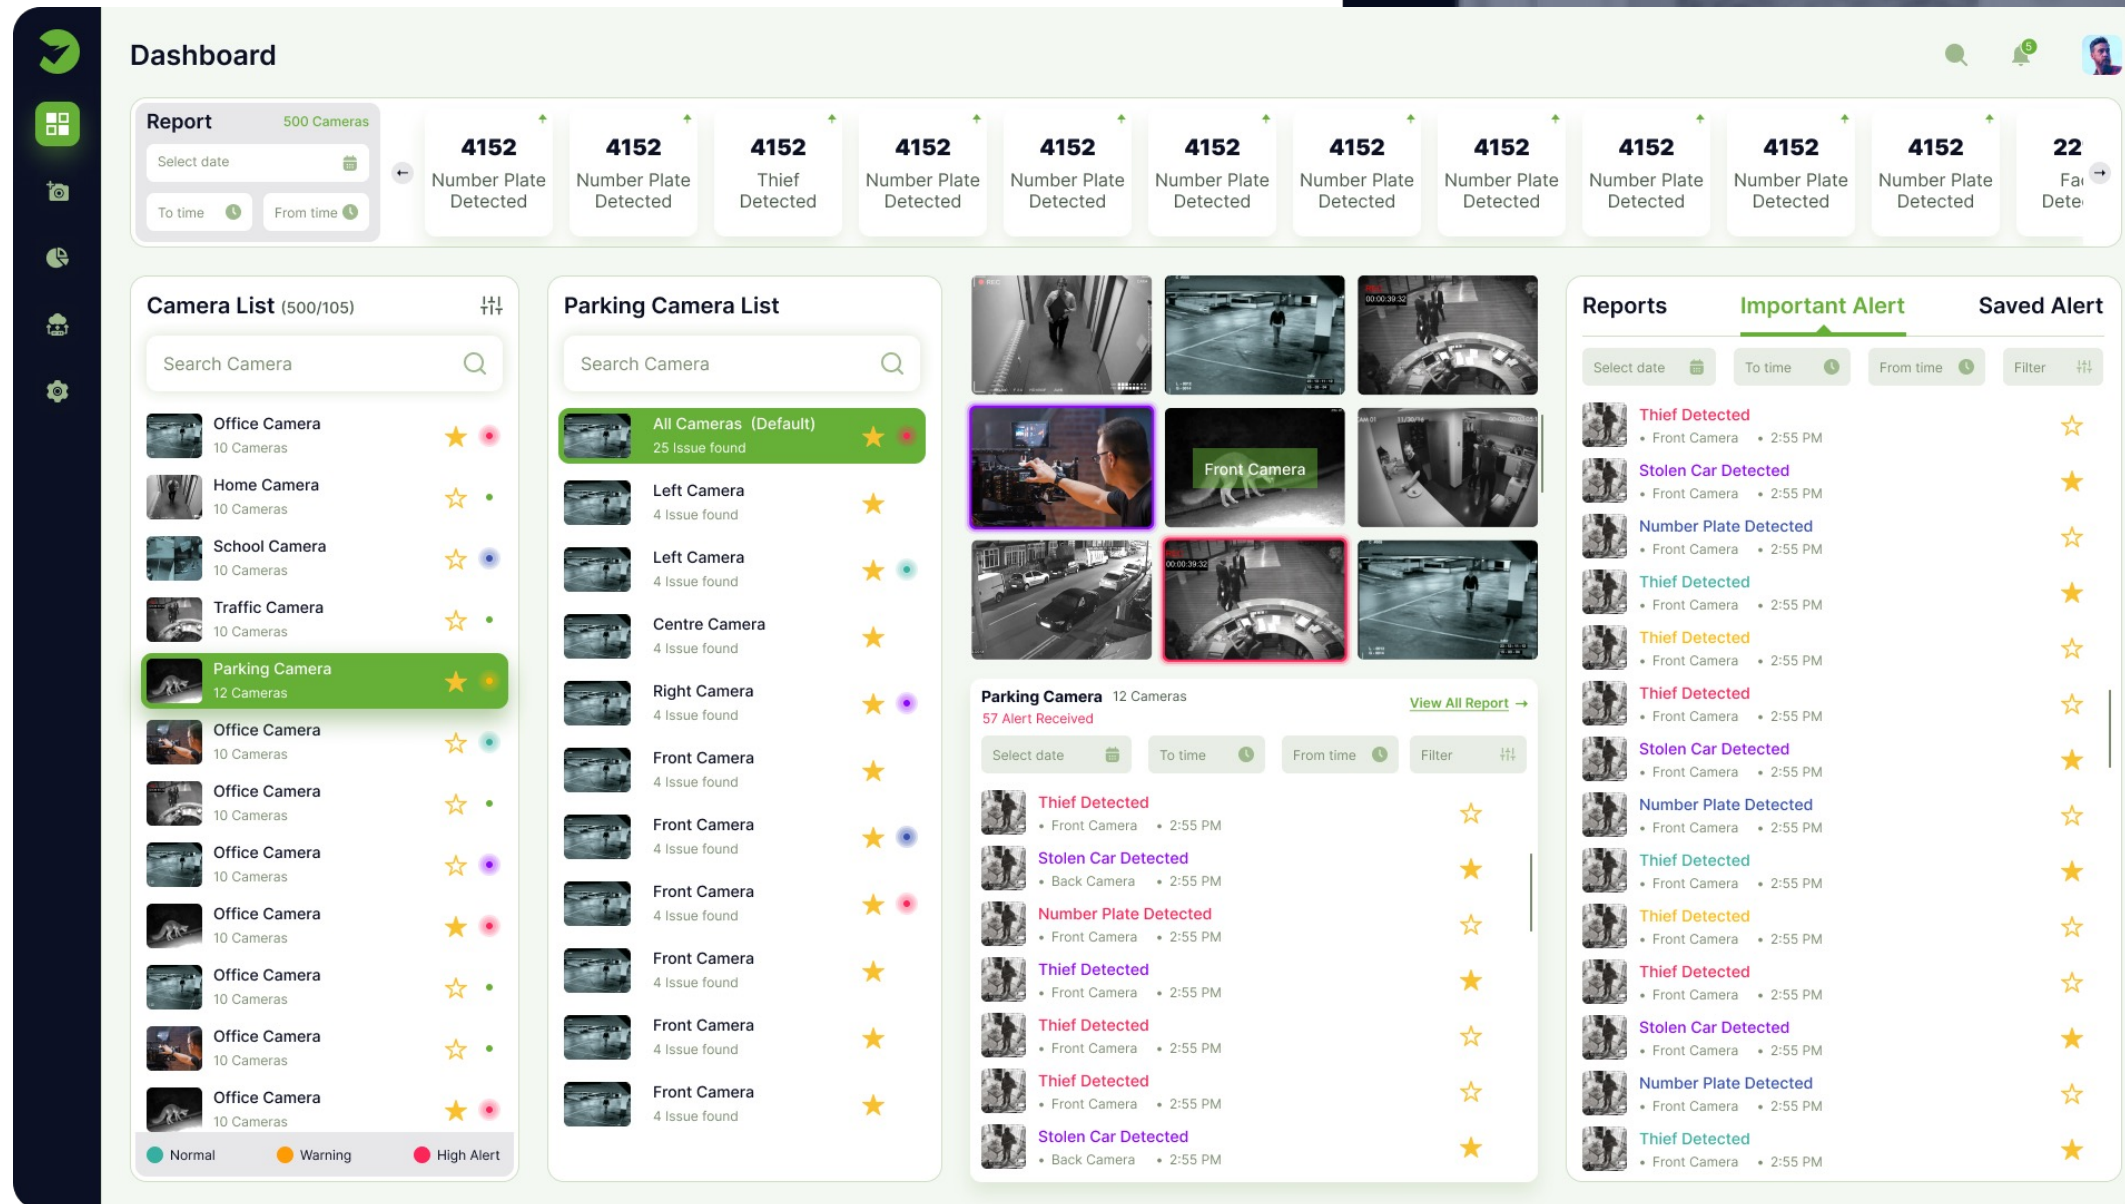 Dashboard
5
Report
500 Cameras
Select date
To time
From time
4152
Number Plate
Detected
4152
Number Plate
Detected
4152
Thief
Detected
4152
Number Plate
Detected
4152
Number Plate
Detected
4152
Number Plate
Detected
4152
Number Plate
Detected
4152
Number Plate
Detected
4152
Number Plate
Detected
4152
Number Plate
Detected
4152
Number Plate
Detected
Camera List (500/105)
Search Camera
Office Camera
10 Cameras
Home Camera
10 Cameras
School Camera
10 Cameras
Traffic Camera
10 Cameras
Parking Camera
12 Cameras
Office Camera
10 Cameras
Office Camera
10 Cameras
Office Camera
10 Cameras
Office Camera
10 Cameras
Office Camera
10 Cameras
Office Camera
10 Cameras
Office Camera
10 Cameras
Normal
Warning
High Alert
Parking Camera List
Search Camera
All Cameras (Default)
25 Issue found
Left Camera
4 Issue found
Left Camera
4 Issue found
Centre Camera
4 Issue found
Right Camera
4 Issue found
Front Camera
4 Issue found
Front Camera
4 Issue found
Front Camera
4 Issue found
Front Camera
4 Issue found
Front Camera
4 Issue found
Front Camera
4 Issue found
REC
00:00:39:32
Front Camera
00:00:39:32
Parking Camera 12 Cameras
View All Report →
57 Alert Received
Select date
To time
From time
Filter
Thief Detected
• Front Camera • 2:55 PM
Stolen Car Detected
• Back Camera • 2:55 PM
Number Plate Detected
• Front Camera • 2:55 PM
Thief Detected
• Front Camera • 2:55 PM
Thief Detected
• Front Camera • 2:55 PM
Thief Detected
• Front Camera • 2:55 PM
Stolen Car Detected
• Back Camera • 2:55 PM
Reports
Important Alert
Saved Alert
Select date
To time
From time
Filter
Thief Detected
• Front Camera • 2:55 PM
Stolen Car Detected
• Front Camera • 2:55 PM
Number Plate Detected
• Front Camera • 2:55 PM
Thief Detected
• Front Camera • 2:55 PM
Thief Detected
• Front Camera • 2:55 PM
Thief Detected
• Front Camera • 2:55 PM
Stolen Car Detected
• Front Camera • 2:55 PM
Number Plate Detected
• Front Camera • 2:55 PM
Thief Detected
• Front Camera • 2:55 PM
Thief Detected
• Front Camera • 2:55 PM
Thief Detected
• Front Camera • 2:55 PM
Stolen Car Detected
• Front Camera • 2:55 PM
Number Plate Detected
• Front Camera • 2:55 PM
Thief Detected
• Front Camera • 2:55 PM